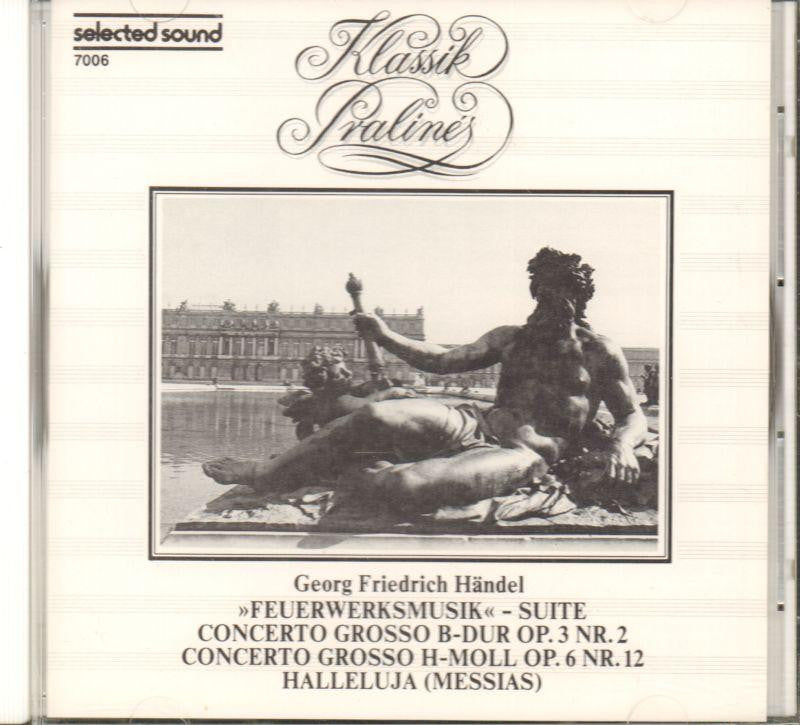 selected sound
7006
Klassik
Pralinés
Georg Friedrich Händel
»FEUERWERKSMUSIK« – SUITE
CONCERTO GROSSO B-DUR OP. 3 NR. 2
CONCERTO GROSSO H-MOLL OP. 6 NR. 12
HALLELUJA (MESSIAS)